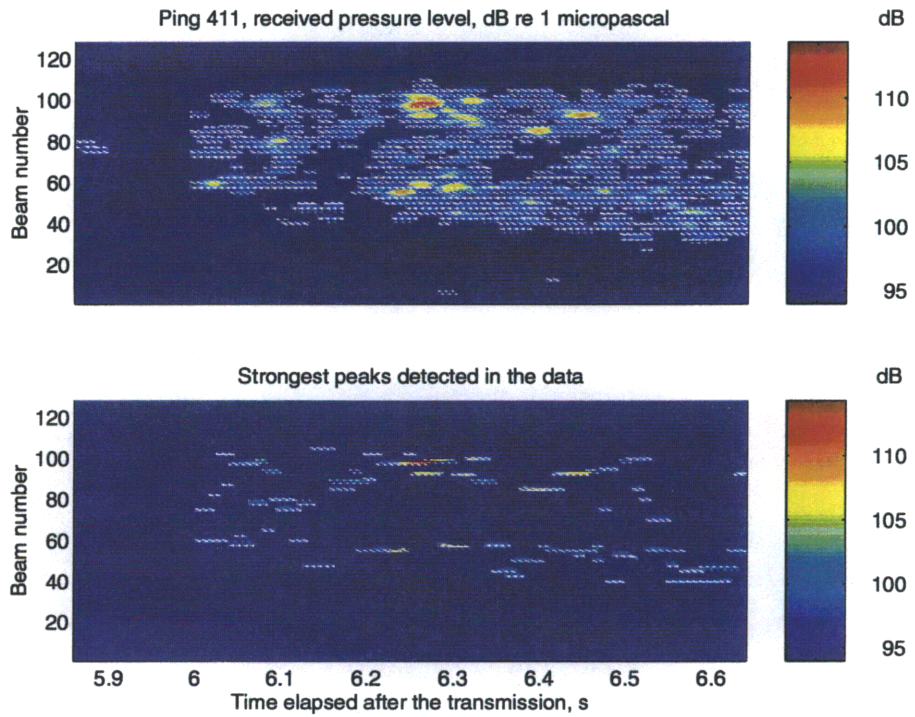 Ping 411, received pressure level, dB re 1 micropascal
dB
Beam number
120
100
80
60
40
20
110
105
100
95
Strongest peaks detected in the data
dB
Beam number
120
100
80
60
40
20
5.9 6 6.1 6.2 6.3 6.4 6.5 6.6
Time elapsed after the transmission, s
110
105
100
95